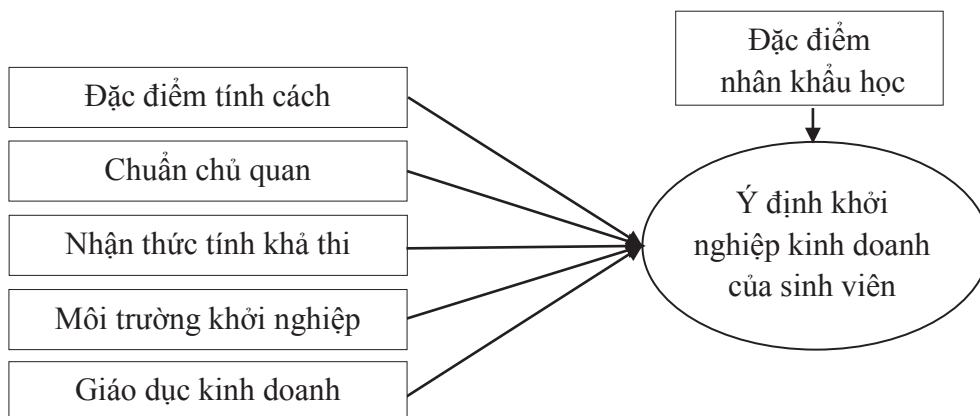 Đặc điểm
nhân khẩu học
Đặc điểm tính cách
Chuẩn chủ quan
Nhận thức tính khả thi
Môi trường khởi nghiệp
Giáo dục kinh doanh
Ý định khởi
nghiệp kinh doanh
của sinh viên